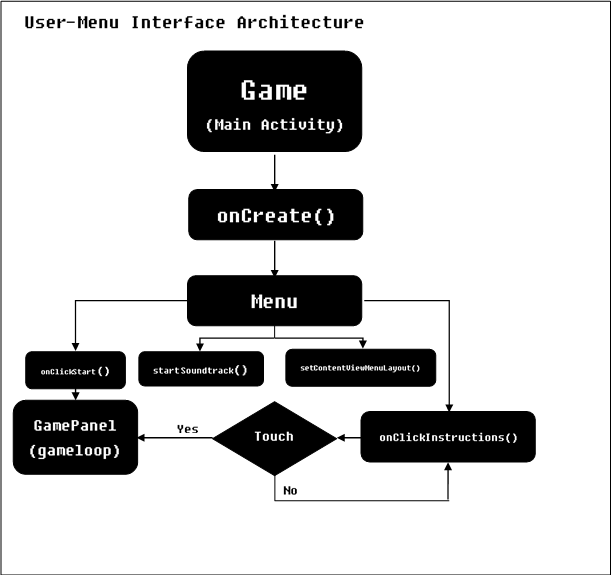 User-Menu Interface Architecture
Game
(Main Activity)
onCreate()
Menu
onClickStart()
startSoundtrack()
setContentViewMenuLayout()
GamePanel
(gameloop)
Yes
Touch
onClickInstructions()
No